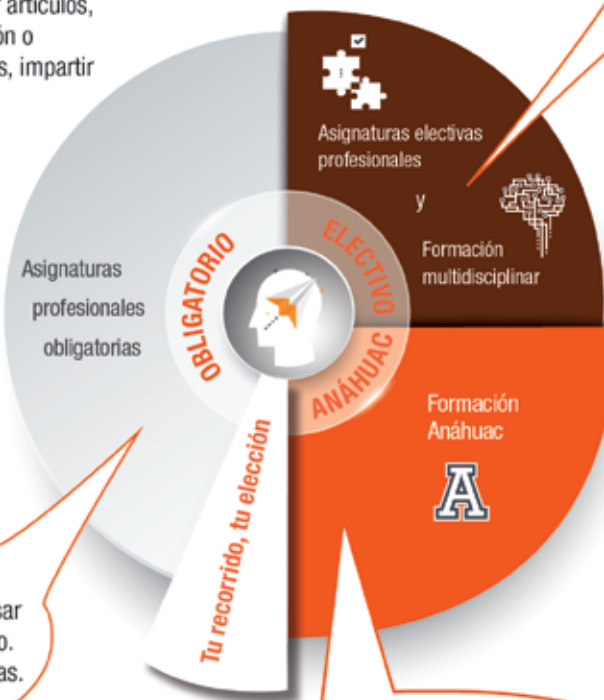 artículos,
ón o
s, impartir
Asignaturas electivas
profesionales
y
Formación
multidisciplinar
Asignaturas
profesionales
obligatorias
OBLIGATORIO
ELECTIVO
ANÁHUAC
Formación
Anáhuac
A
Tu recorrido, tu elección
sar
o.
as.